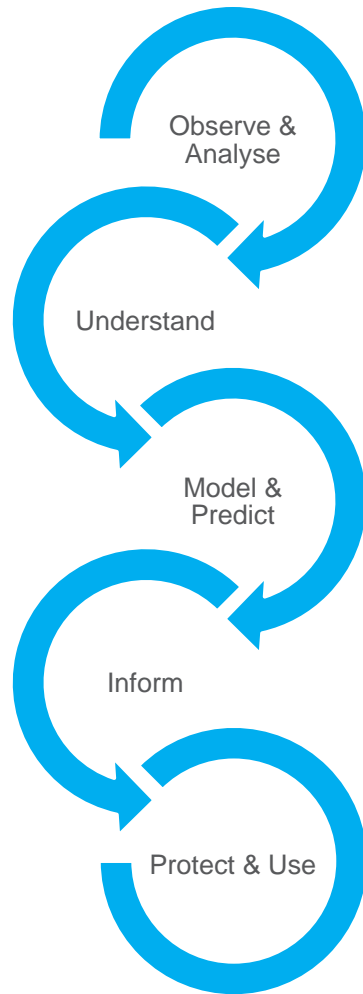 Observe &
Analyse
Understand
Model &
Predict
Inform
Protect & Use